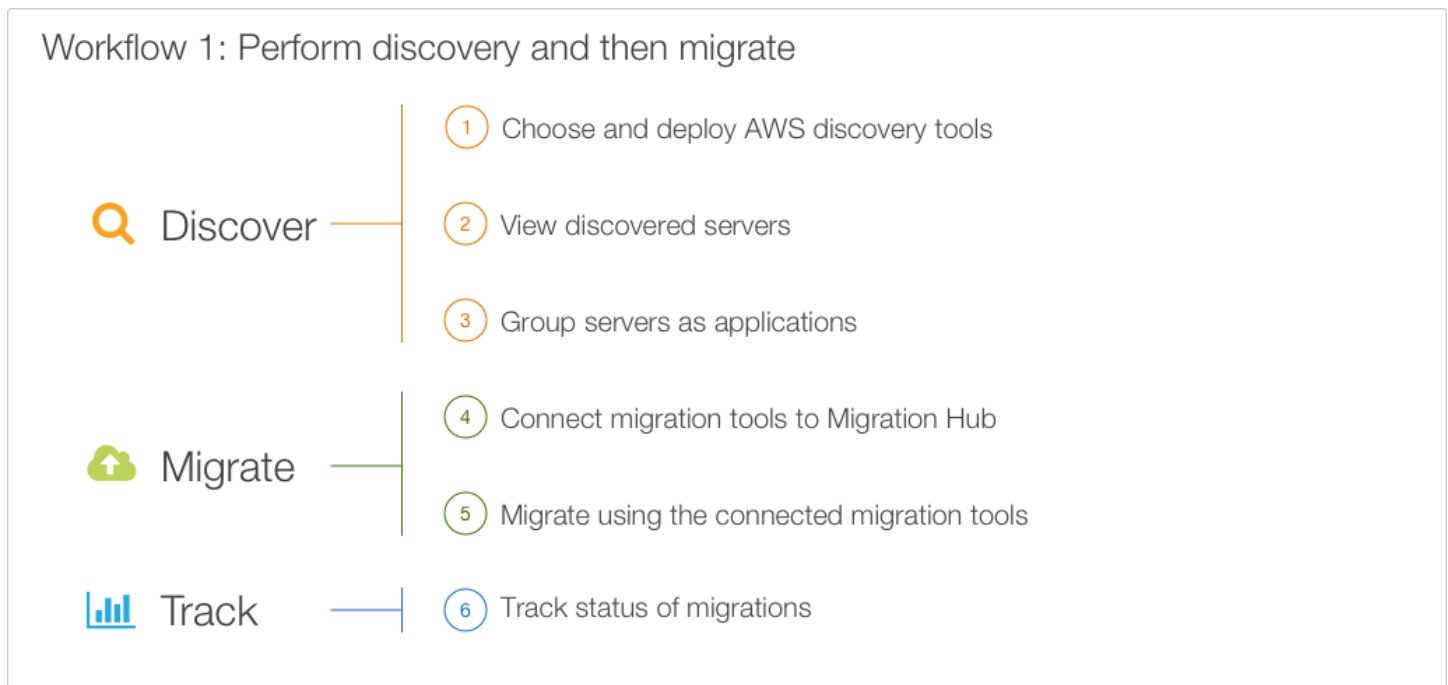 Workflow 1: Perform discovery and then migrate
Discover
1 Choose and deploy AWS discovery tools
2 View discovered servers
3 Group servers as applications
Migrate
4 Connect migration tools to Migration Hub
5 Migrate using the connected migration tools
Track
6 Track status of migrations